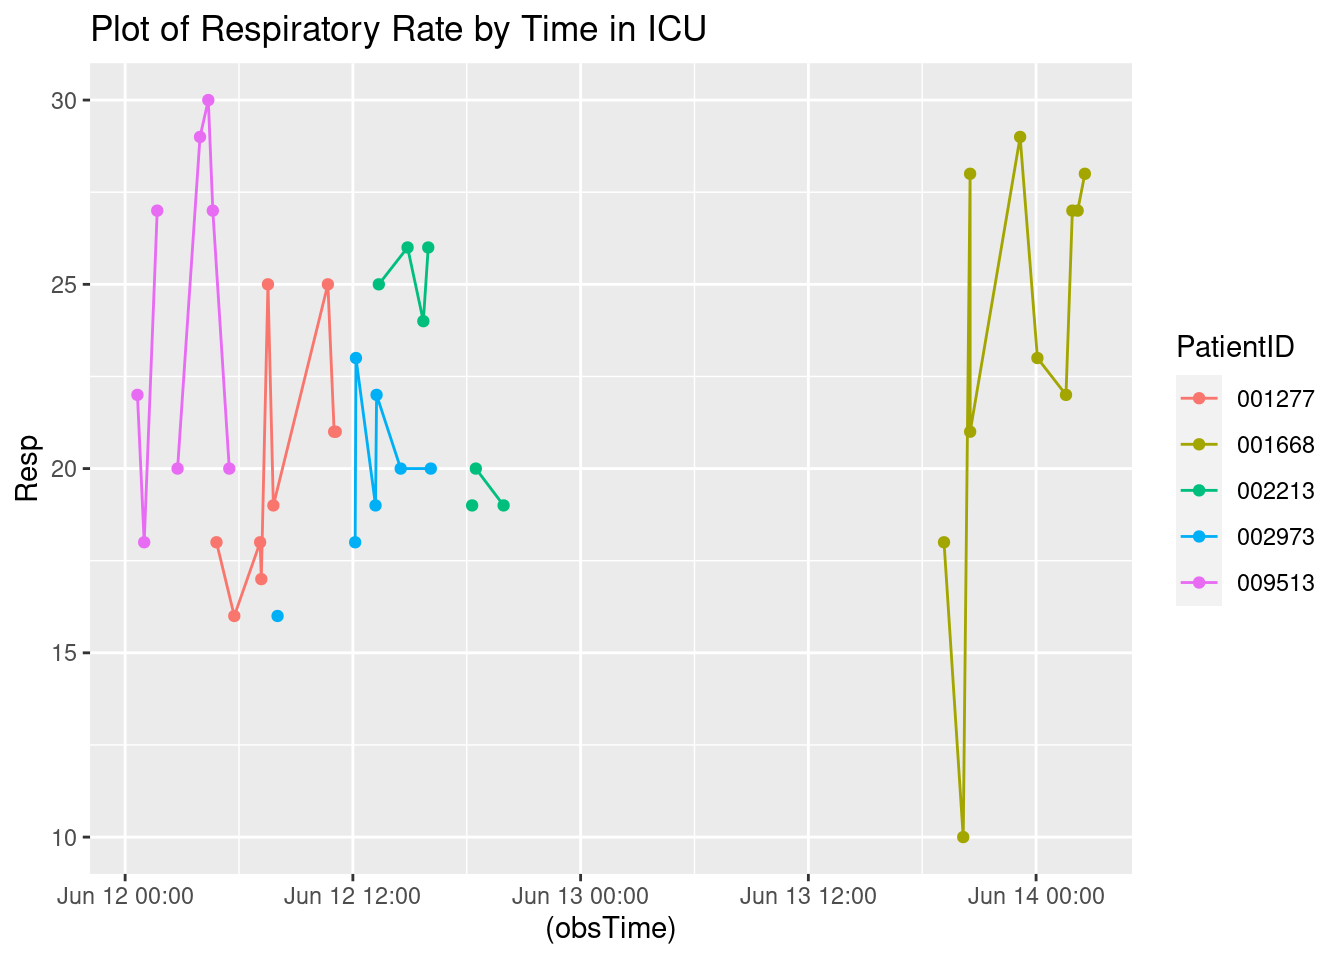 Plot of Respiratory Rate by Time in ICU
30
25
20
15
10
Resp
Jun 12 00:00
Jun 12 12:00
Jun 13 00:00
Jun 13 12:00
Jun 14 00:00
(obsTime)
PatientID
001277
001668
002213
002973
009513